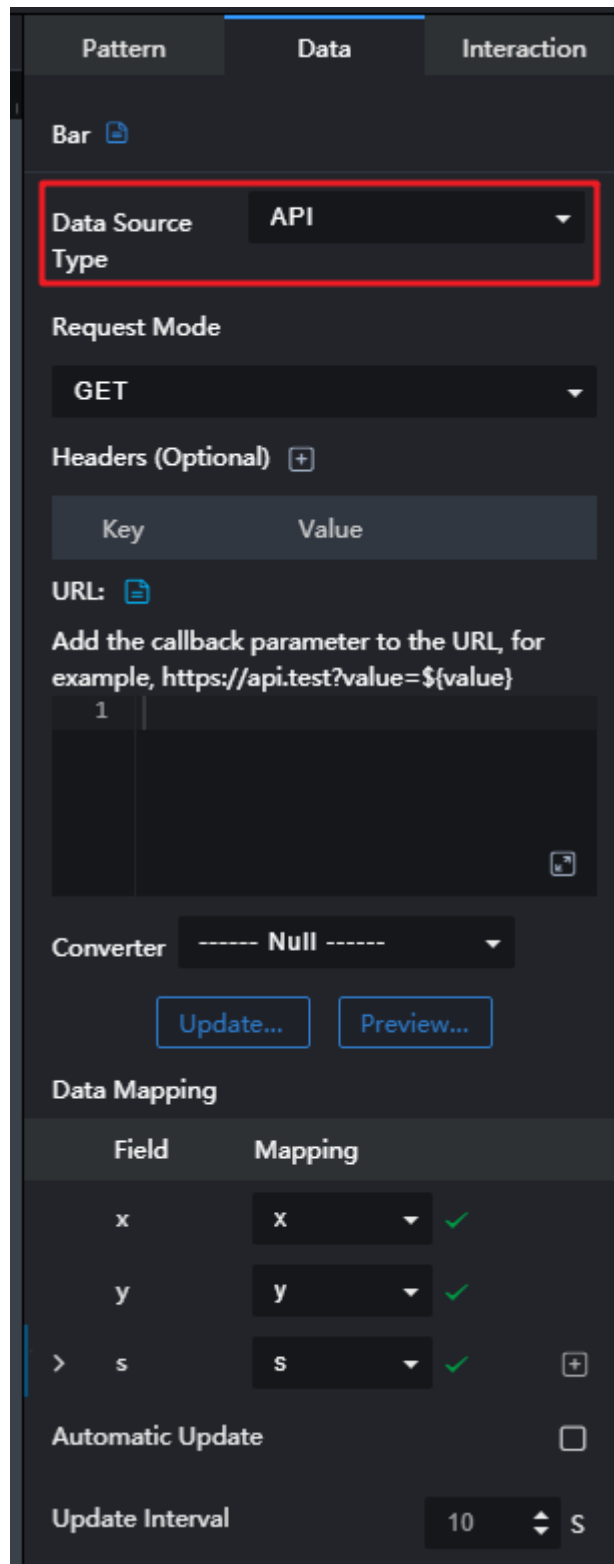 Pattern Data Interaction
Bar
Data Source API
Type
Request Mode
GET
Headers (Optional)
Key Value
URL:
Add the callback parameter to the URL, for
example, https://api.test?value=${value}
1
Converter ------ Null ------
Update... Preview...
Data Mapping
Field Mapping
x x
y y
s s
Automatic Update
Update Interval 10 S